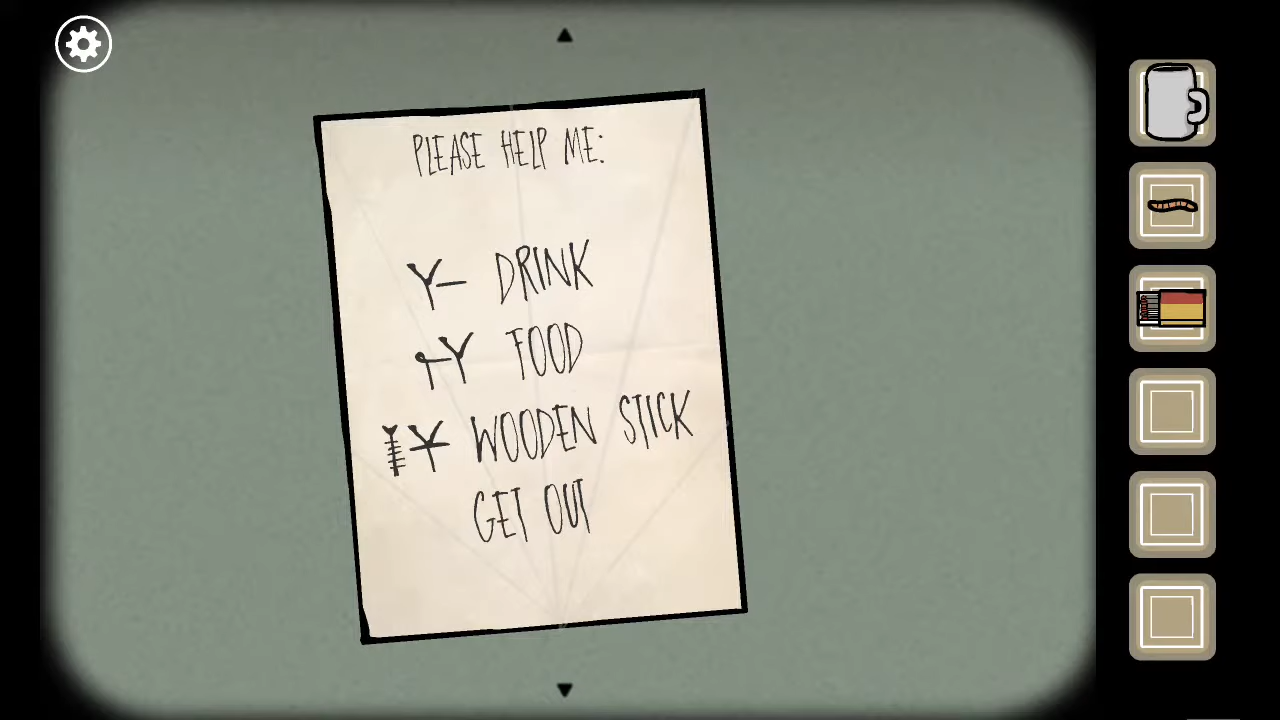 PLEASE HELP ME:
DRINK
FOOD
WOODEN STICK
GET OUT